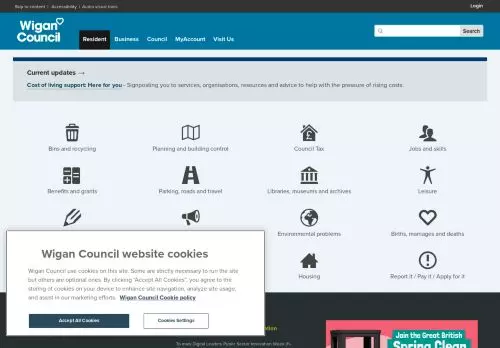 Skip to content | Accessibility | Audio visual tools
Login
Wigan
Council
Resident Business Council MyAccount Visit Us
Search
Current updates →
Cost of living support: Here for you - Signposting you to services, organisations, resources and advice to help with the pressure of rising costs.
Bins and recycling
Planning and building control
Council Tax
Jobs and skills
Benefits and grants
Parking, roads and travel
Libraries, museums and archives
Leisure
Environmental problems
Births, marriages and deaths
Housing
Report it / Pay it / Apply for it
Wigan Council website cookies
Wigan Council use cookies on this site. Some are strictly necessary to run the site
but others are optional ones. By clicking "Accept All Cookies", you agree to the
storing of cookies on your device to enhance site navigation, analyze site usage,
and assist in our marketing efforts. Wigan Council Cookie policy
Accept All Cookies
Cookies Settings
Join the Great British
Spring Clean